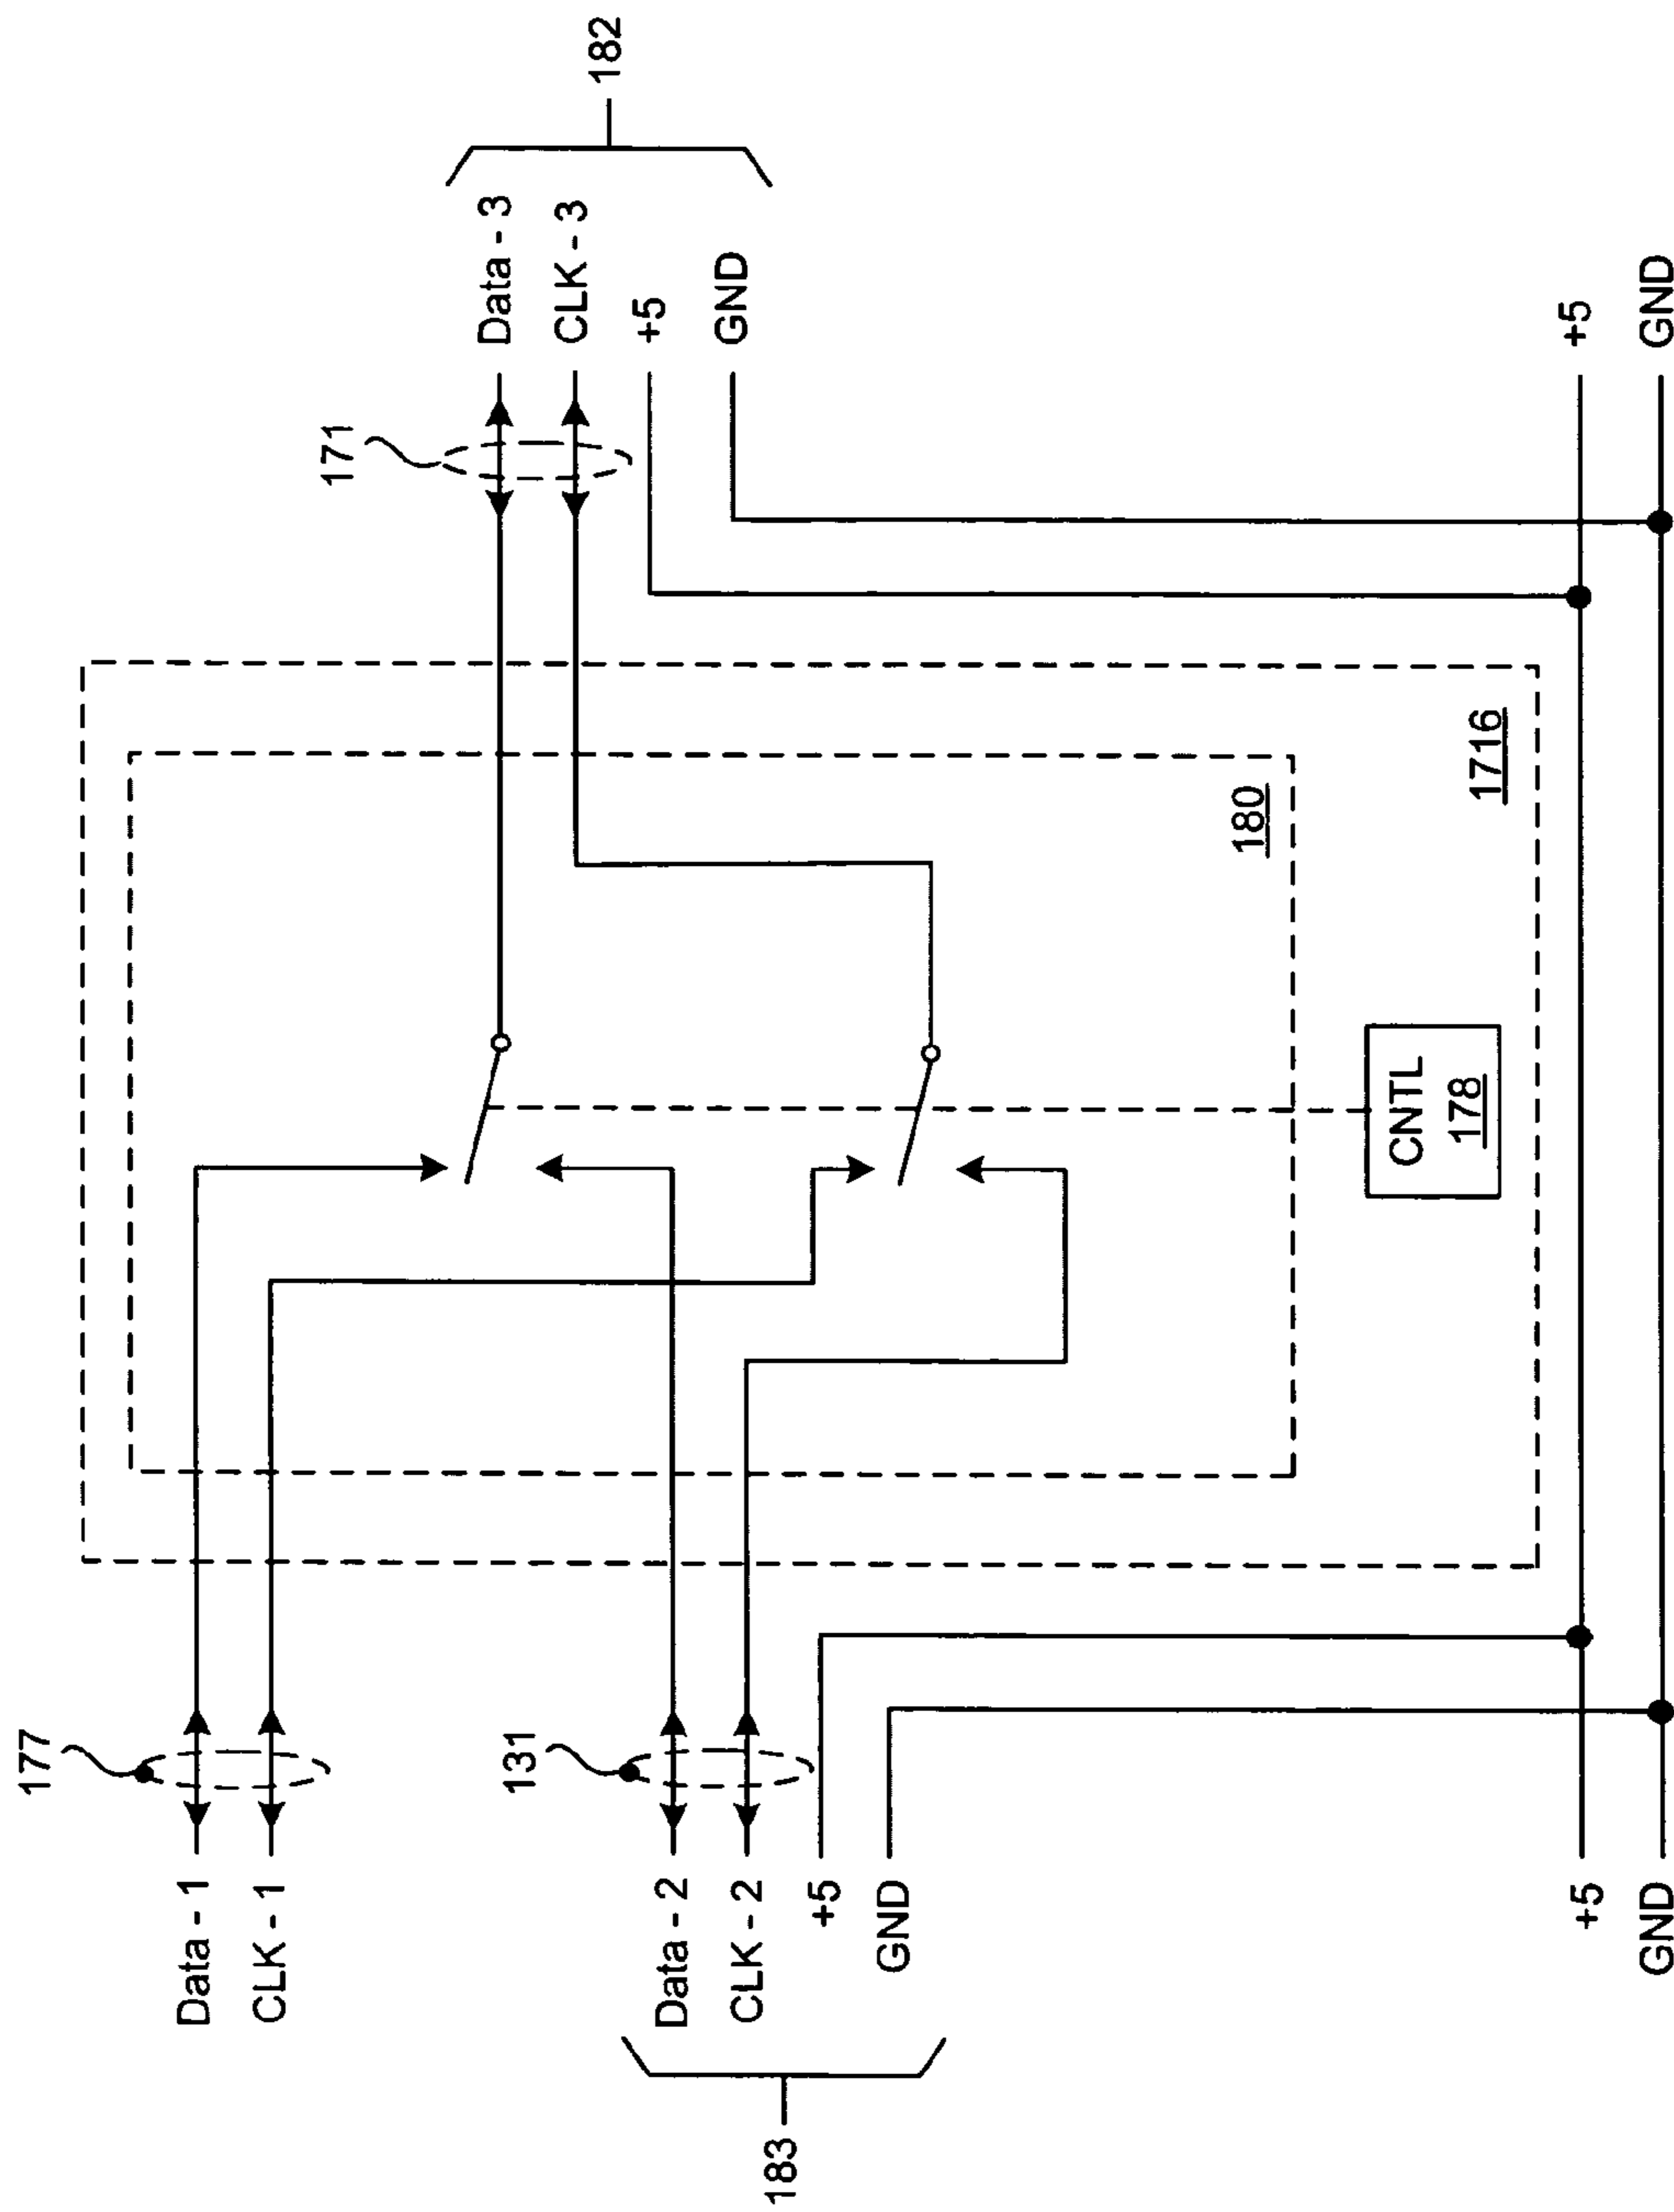 177
Data - 1
CLK - 1
131
Data - 2
CLK - 2
+5
GND
183
+5
GND
CNTL
178
180
1716
171
Data - 3
CLK - 3
+5
GND
182
+5
GND